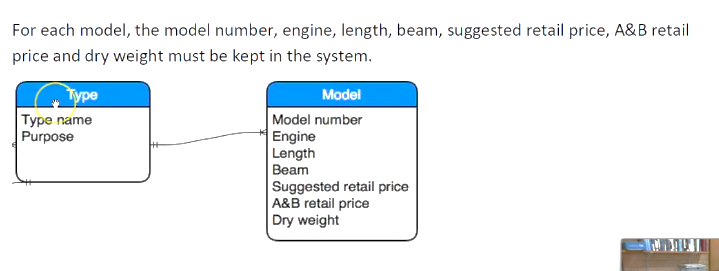 For each model, the model number, engine, length, beam, suggested retail price, A&B retail
price and dry weight must be kept in the system.
Type
Type name
Purpose
Model
Model number
Engine
Length
Beam
Suggested retail price
A&B retail price
Dry weight